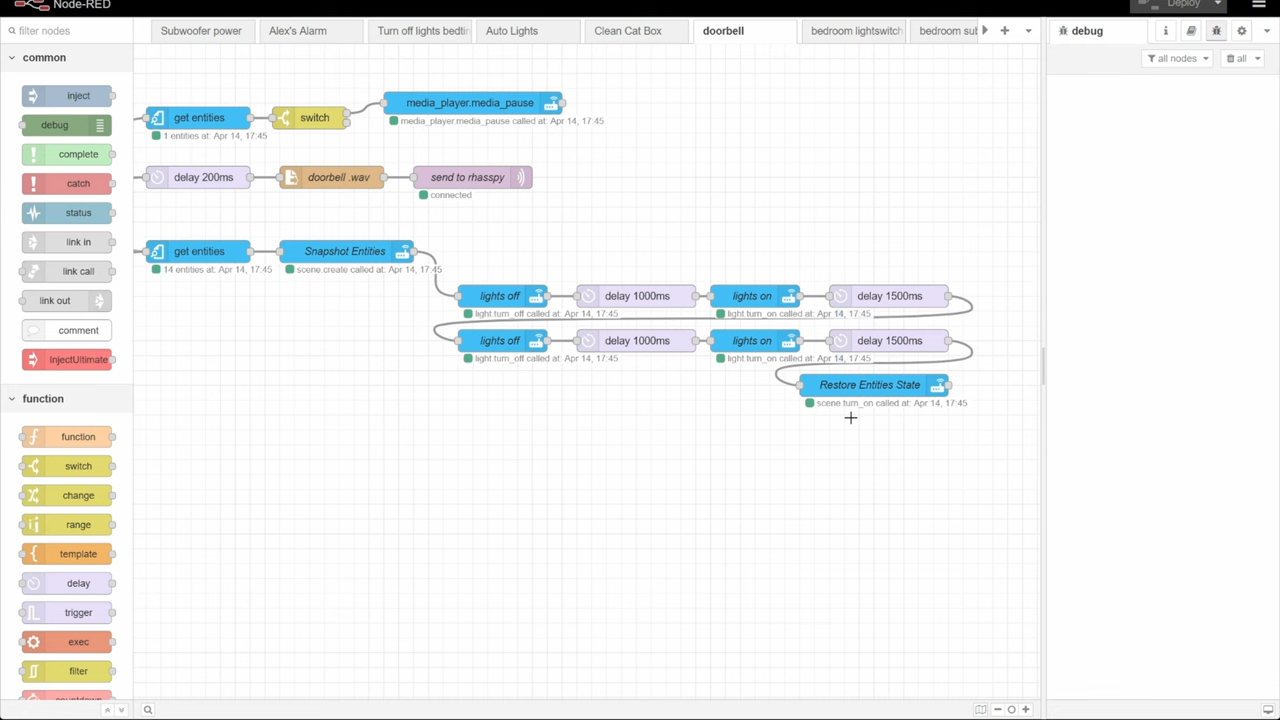 Node-RED
Deploy
filter nodes
Subwoofer power
Alex's Alarm
Turn off lights bedti
Auto Lights
Clean Cat Box
doorbell
bedroom lightswitch
bedroom sub
debug
all nodes
all
common
inject
debug
complete
catch
status
link in
link call
link out
comment
InjectUltimate
function
function
switch
change
range
template
delay
trigger
exec
filter
countdown
get entities
1 entities at: Apr 14, 17:45
switch
media_player.media_pause
media_player.media_pause called at: Apr 14, 17:45
delay 200ms
doorbell .wav
send to rhasspy
connected
get entities
14 entities at: Apr 14, 17:45
Snapshot Entities
scene.create called at: Apr 14, 17:45
lights off
light.turn_off called at: Apr 14, 17:45
delay 1000ms
lights on
light.turn_on called at: Apr 14, 17:45
delay 1500ms
lights off
light.turn_off called at: Apr 14, 17:45
delay 1000ms
lights on
light.turn_on called at: Apr 14, 17:45
delay 1500ms
Restore Entities State
scene.turn_on called at: Apr 14, 17:45